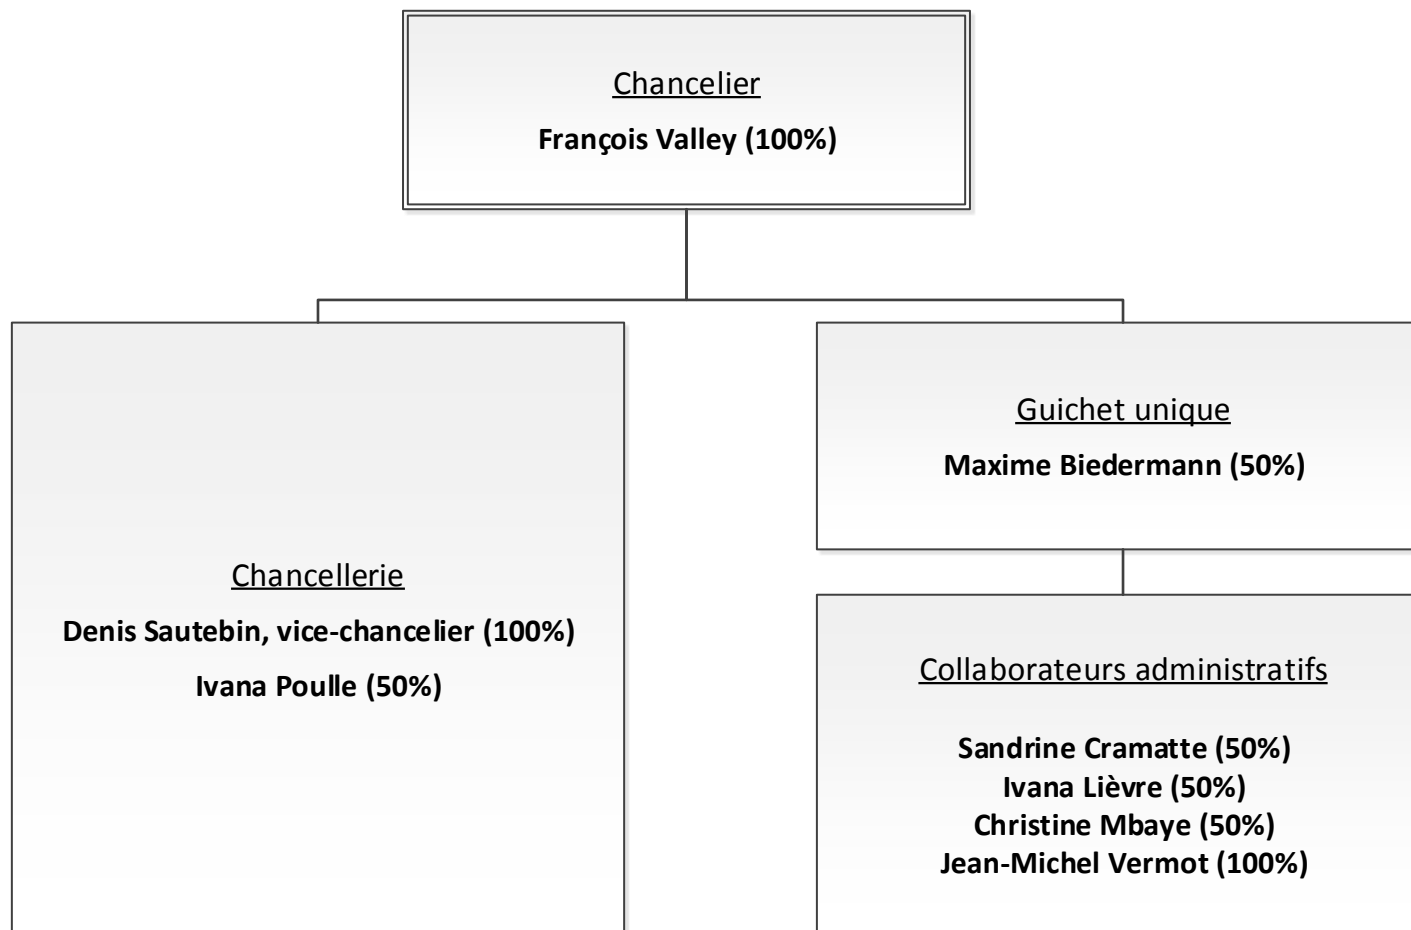 Chancelier
François Valley (100%)
Chancellerie
Denis Sautebin, vice-chancelier (100%)
Ivana Poulle (50%)
Guichet unique
Maxime Biedermann (50%)
Collaborateurs administratifs
Sandrine Cramatte (50%)
Ivana Lièvre (50%)
Christine Mbaye (50%)
Jean-Michel Vermot (100%)